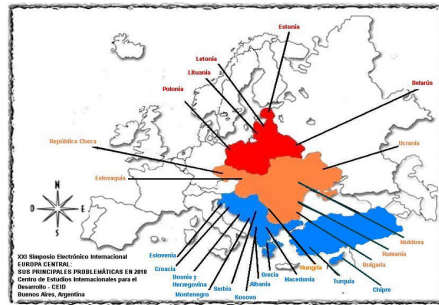 Estonia
Letonia
Lituania
Polonia
Belarús
República Checa
Ucrania
Eslovaquia
N
D
E
S
Moldova
Rumania
Bulgaria
Hungría
Eslovenia
Croacia
Bosnia y
Herzegovina
Montenegro
Serbia
Kosovo
Albania
Grecia
Macedonia
Turquía
Chipre
XXI Simposio Electrónico Internacional
EUROPA CENTRAL:
SUS PRINCIPALES PROBLEMÁTICAS EN 2010
Centro de Estudios Internacionales para el
Desarrollo - CEID
Buenos Aires, Argentina